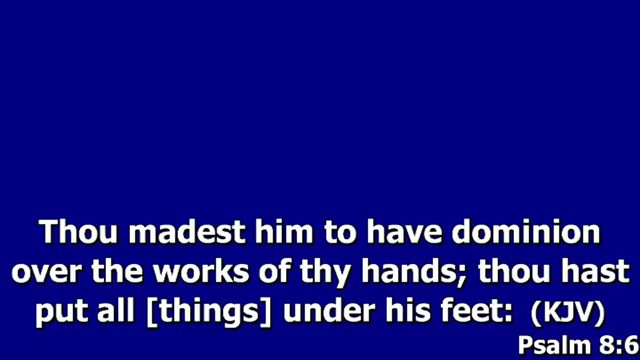 Thou madest him to have dominion
over the works of thy hands; thou hast
put all [things] under his feet: (KJV)
Psalm 8:6